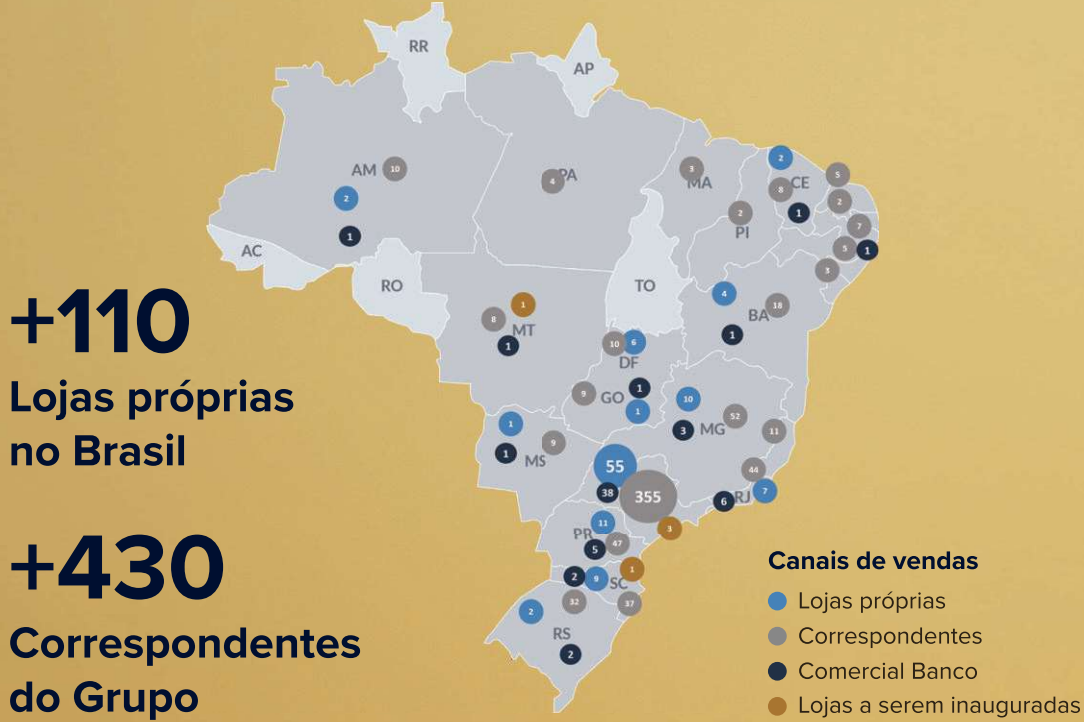 RR
AP
AM
10
2
1
4
PA
3
MA
2
CE
8
1
5
2
2
PI
7
5
1
3
AC
RO
TO
4
18
BA
1
1
8
MT
1
10
6
DF
9
GO
1
1
10
52
3
MG
11
1
9
1
MS
44
7
6
RJ
55
38
355
3
11
PR
5
47
2
9
SC
1
2
32
37
RS
2
+110
Lojas próprias
no Brasil
+430
Correspondentes
do Grupo
Canais de vendas
Lojas próprias
Correspondentes
Comercial Banco
Lojas a serem inauguradas